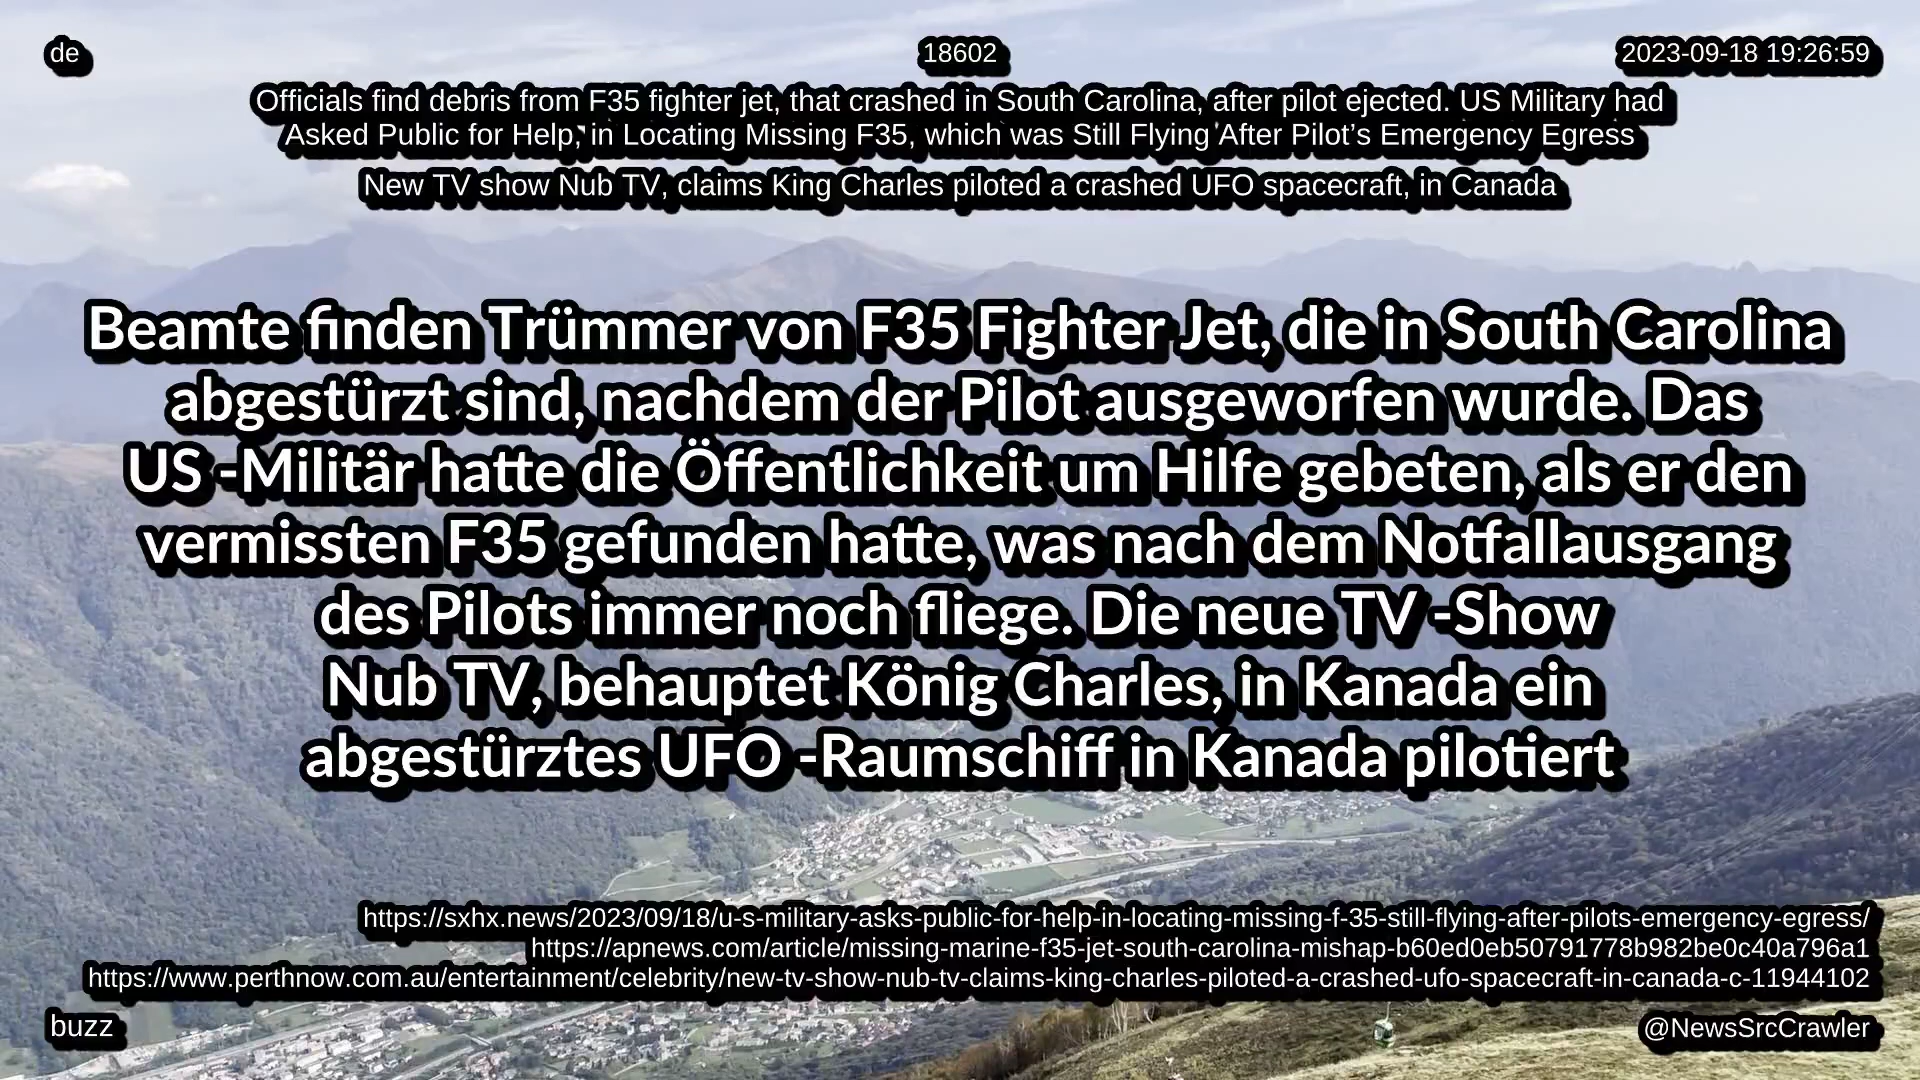 de
18602
2023-09-18 19:26:59
Officials find debris from F35 fighter jet, that crashed in South Carolina, after pilot ejected. US Military had
Asked Public for Help, in Locating Missing F35, which was Still Flying After Pilot’s Emergency Egress
New TV show Nub TV, claims King Charles piloted a crashed UFO spacecraft, in Canada
Beamte finden Trümmer von F35 Fighter Jet, die in South Carolina
abgestürzt sind, nachdem der Pilot ausgeworfen wurde. Das
US -Militär hatte die Öffentlichkeit um Hilfe gebeten, als er den
vermissten F35 gefunden hatte, was nach dem Notfallausgang
des Pilots immer noch fliege. Die neue TV -Show
Nub TV, behauptet König Charles, in Kanada ein
abgestürztes UFO -Raumschiff in Kanada pilotiert
https://sxhx.news/2023/09/18/u-s-military-asks-public-for-help-in-locating-missing-f-35-still-flying-after-pilots-emergency-egress/
https://apnews.com/article/missing-marine-f35-jet-south-carolina-mishap-b60ed0eb50791778b982be0c40a796a1
https://www.perthnow.com.au/entertainment/celebrity/new-tv-show-nub-tv-claims-king-charles-piloted-a-crashed-ufo-spacecraft-in-canada-c-11944102
buzz
@NewsSrcCrawler